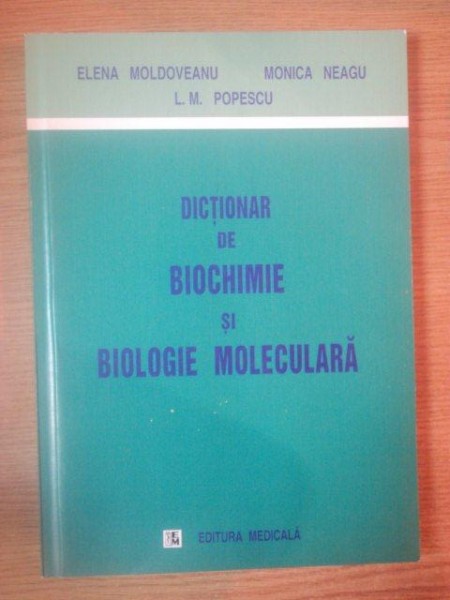 ELENA MOLDOVEANU MONICA NEAGU
L. M. POPESCU
DICȚIONAR
DE
BIOCHIMIE
ȘI
BIOLOGIE MOLECULARĂ
EDITURA MEDICALĂ